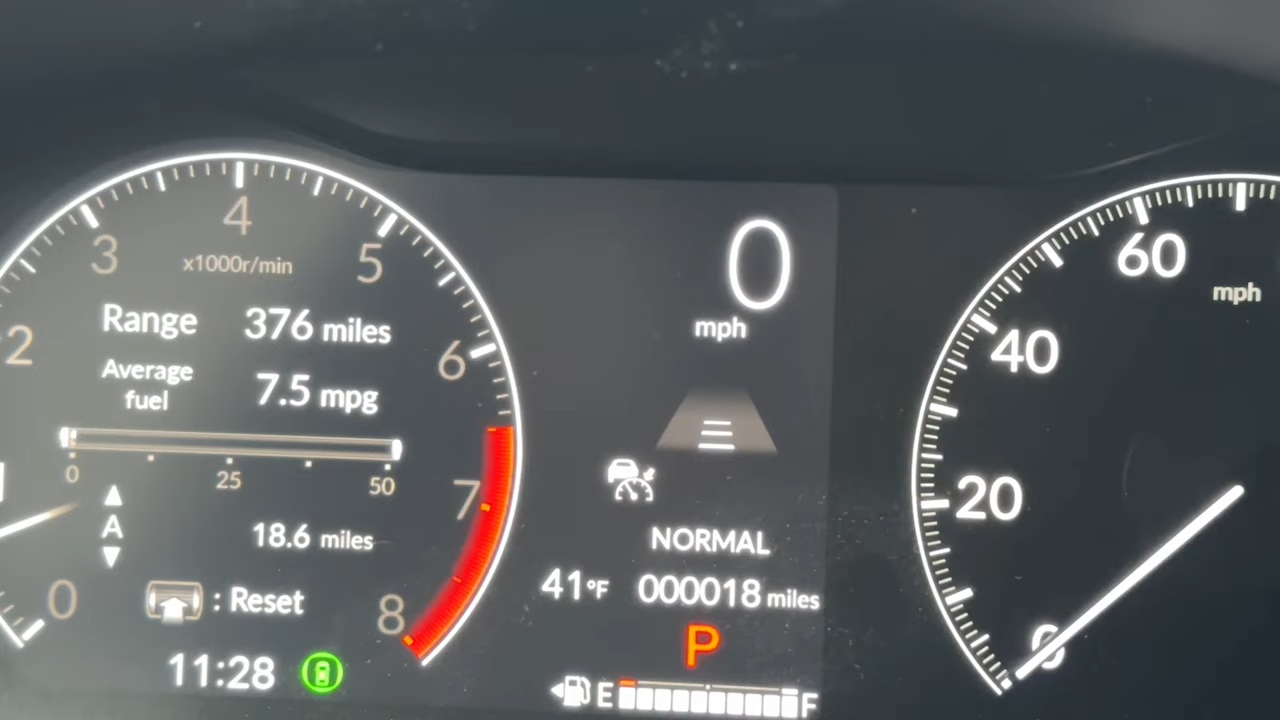 4
3
5
x1000r/min
Range 376 miles
2
6
Average
fuel
7.5 mpg
0 25 50
7
A
18.6 miles
0
: Reset
8
11:28
0
mph
NORMAL
41°F 000018 miles
P
E F
60
mph
40
20
0